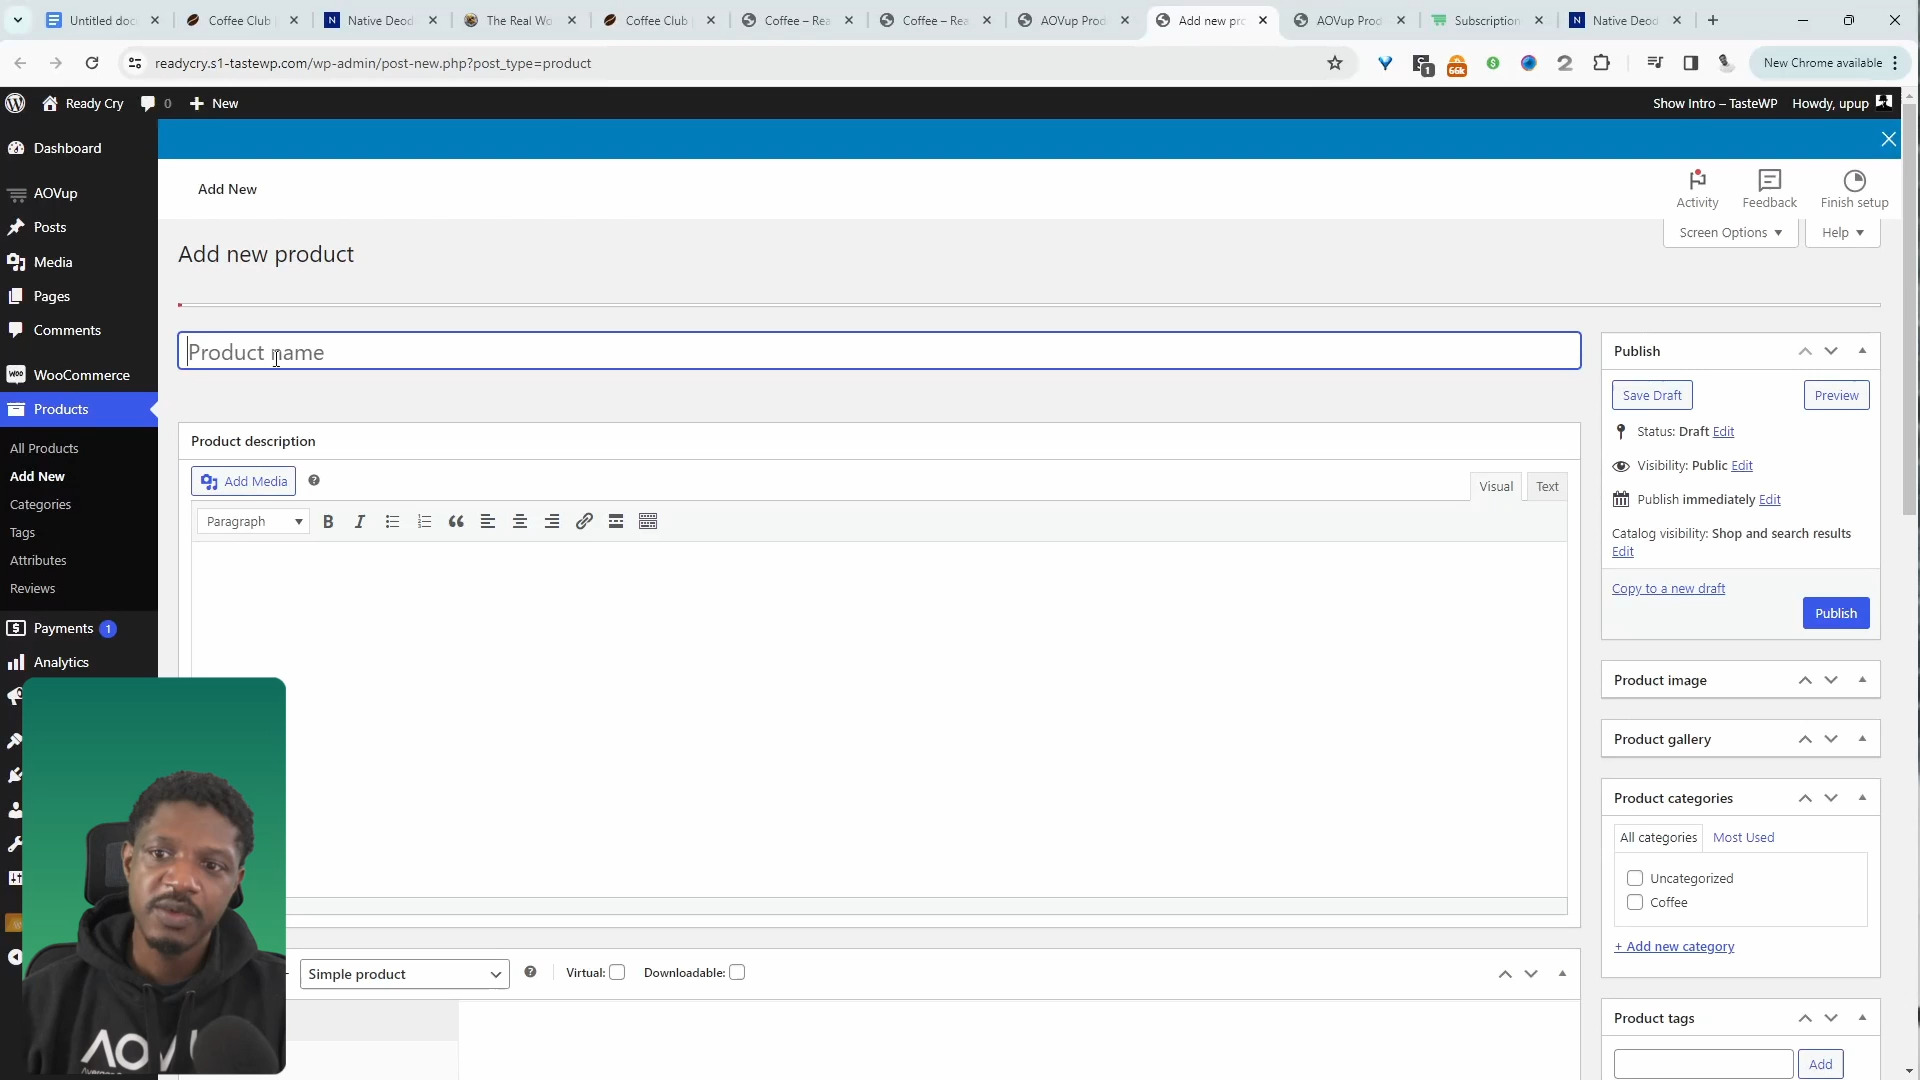 Untitled doc
Coffee Club
Native Deod
The Real Wo
Coffee Club
Coffee – Rea
Coffee – Rea
AOVup Prod
Add new pro
AOVup Prod
Subscription
Native Deod
readycry.s1-tastewp.com/wp-admin/post-new.php?post_type=product
1
66k
New Chrome available
Ready Cry
0
New
Show Intro – TasteWP
Howdy, upup
Dashboard
AOVup
Posts
Media
Pages
Comments
WooCommerce
Products
All Products
Add New
Categories
Tags
Attributes
Reviews
Payments 1
Analytics
Add New
Activity
Feedback
Finish setup
Screen Options
Help
Add new product
Product name
Product description
Add Media
Visual
Text
Paragraph
Simple product
Virtual:
Downloadable:
Publish
Save Draft
Preview
Status: Draft Edit
Visibility: Public Edit
Publish immediately Edit
Catalog visibility: Shop and search results
Edit
Copy to a new draft
Publish
Product image
Product gallery
Product categories
All categories
Most Used
Uncategorized
Coffee
+ Add new category
Product tags
Add